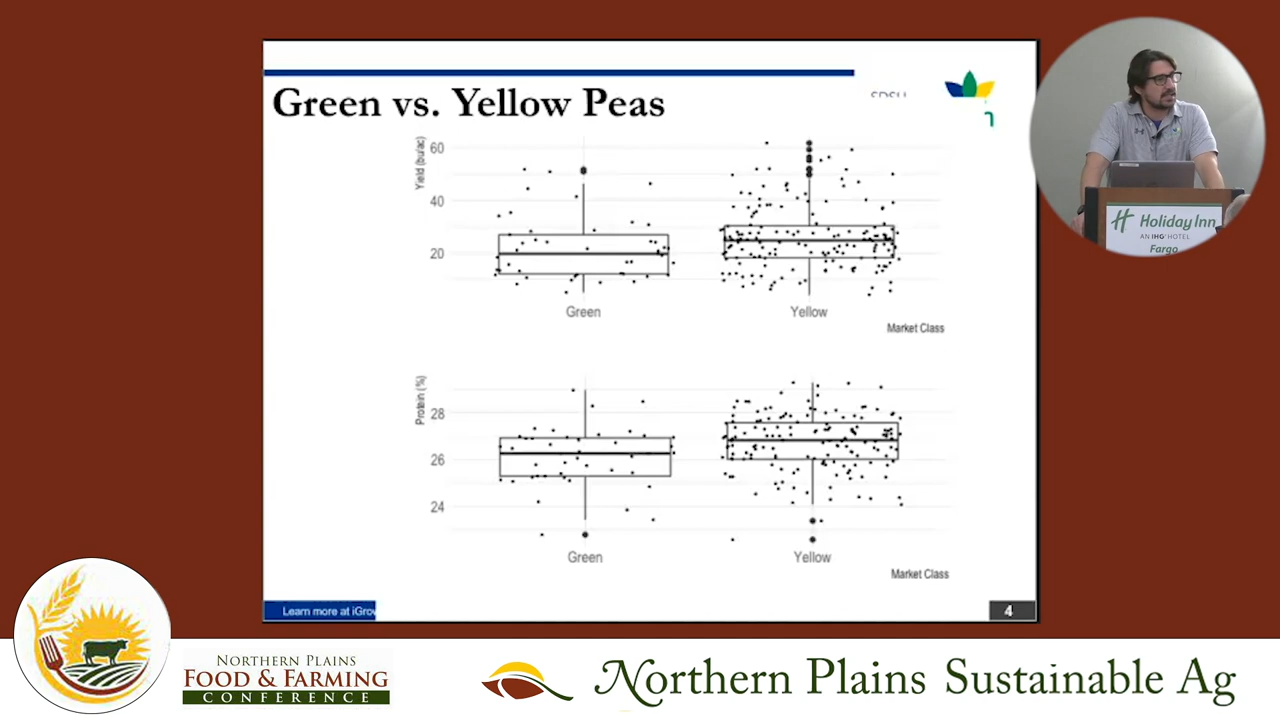 Green vs. Yellow Peas
Yield (bu/ac)
60
40
20
Green
Yellow
Market Class
Protein (%)
28
26
24
Green
Yellow
Market Class
Learn more at iGrow
4
Holiday Inn
AN IHG HOTEL
Fargo
NORTHERN PLAINS
FOOD & FARMING
CONFERENCE
Northern Plains Sustainable Ag